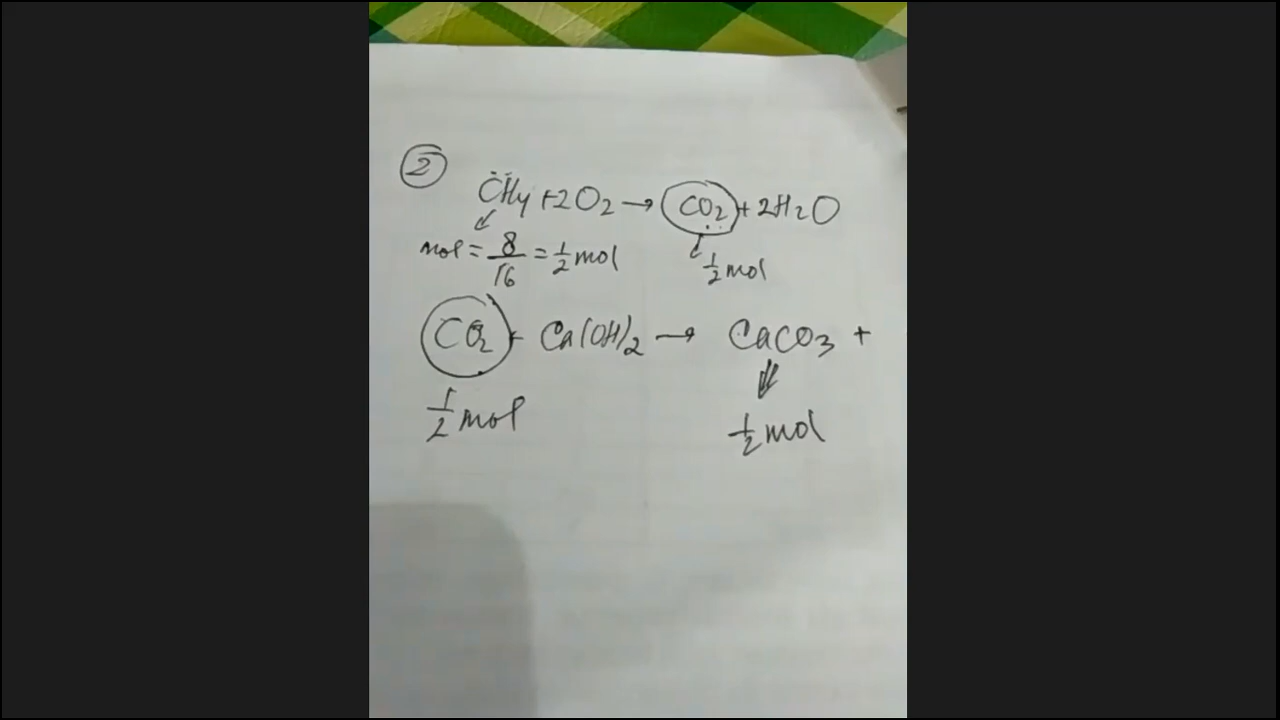 2
CH4 + 2O2 → CO2 + 2H2O
mol = 8/16 = 1/2 mol
1/2 mol
CO2 + Ca(OH)2 → CaCO3 +
1/2 mol
1/2 mol